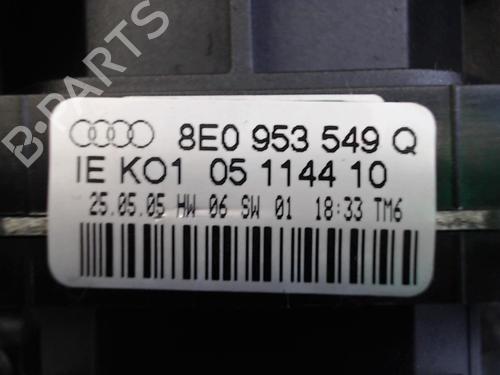 B-PARTS
8E0 953 549 Q
IE KO1 05 1144 10
25.05.05 HW 06 SW 01 18:33 TM6